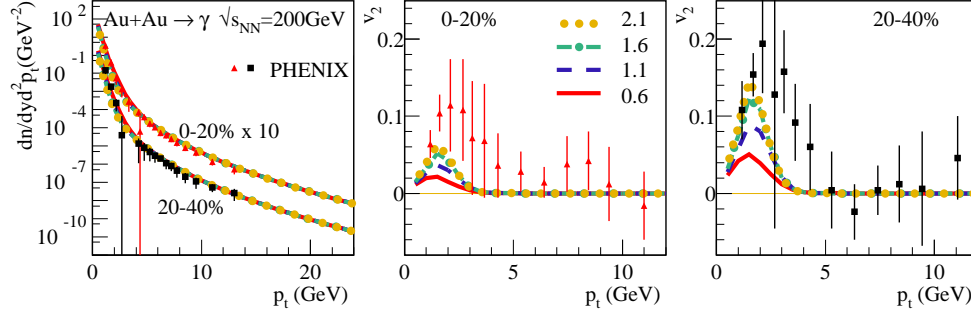 Au+Au → γ √s_NN=200GeV
dn/dyd²p_t(GeV⁻²)
10²
10⁻¹
10⁻⁴
10⁻⁷
10⁻¹⁰
PHENIX
0-20% x 10
20-40%
0 10 20
p_t (GeV)
v₂
0-20%
0.2
0.1
0
2.1
1.6
1.1
0.6
0 5 10
p_t (GeV)
v₂
20-40%
0.2
0.1
0
0 5 10
p_t (GeV)